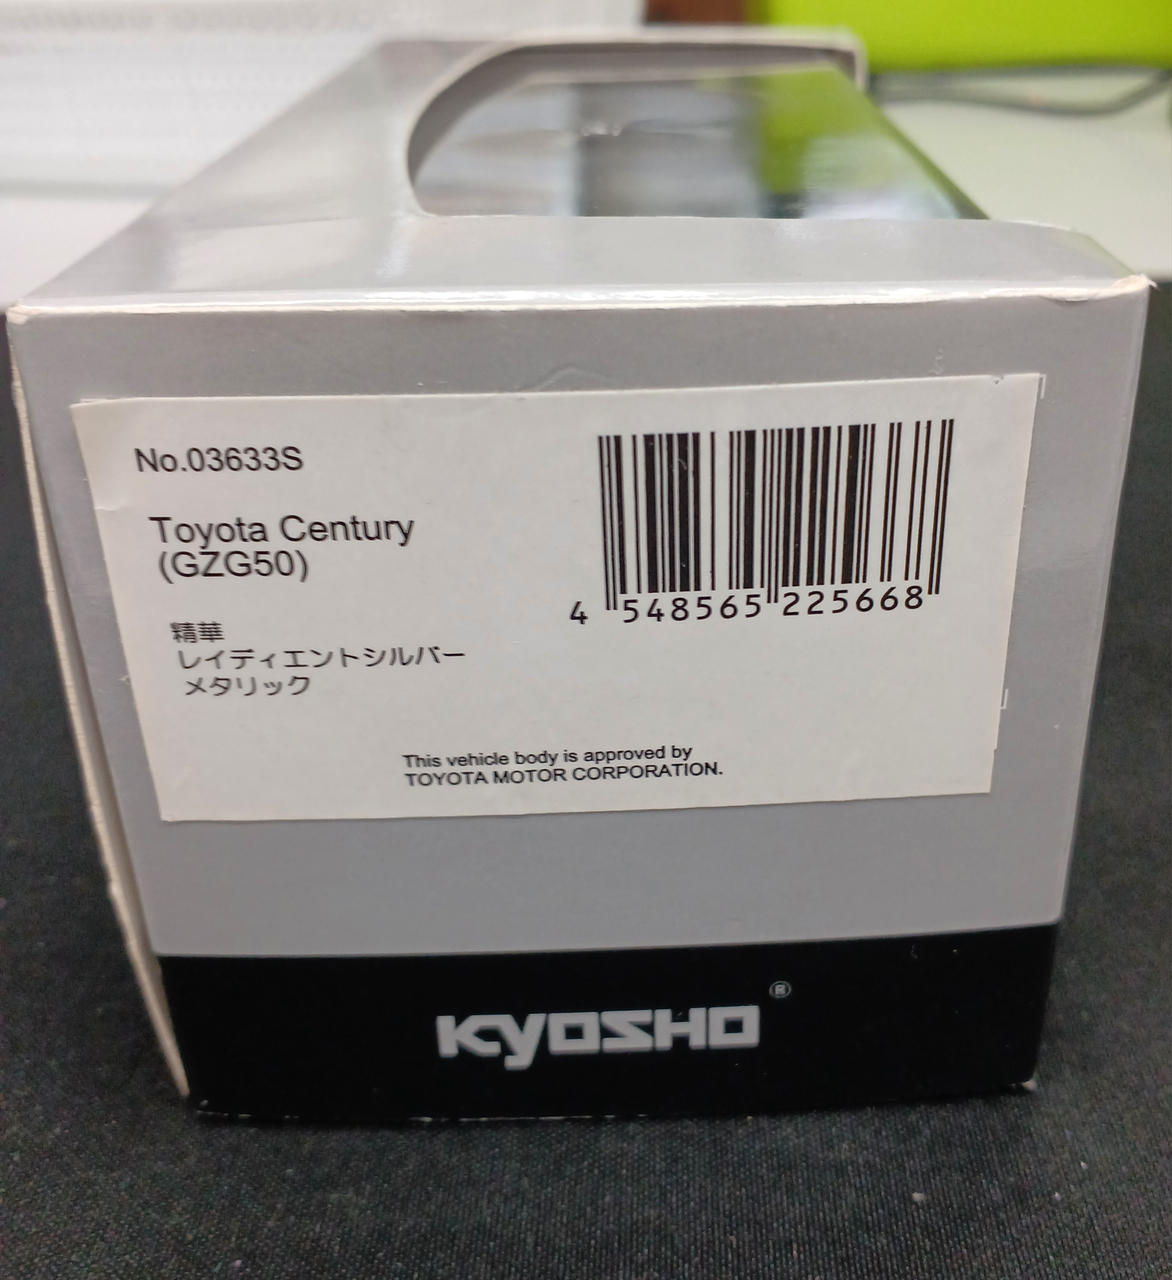 No.03633S
Toyota Century
(GZG50)
精華
レイディエントシルバー
メタリック
4 548565 225668
This vehicle body is approved by
TOYOTA MOTOR CORPORATION.
KYOSHO®